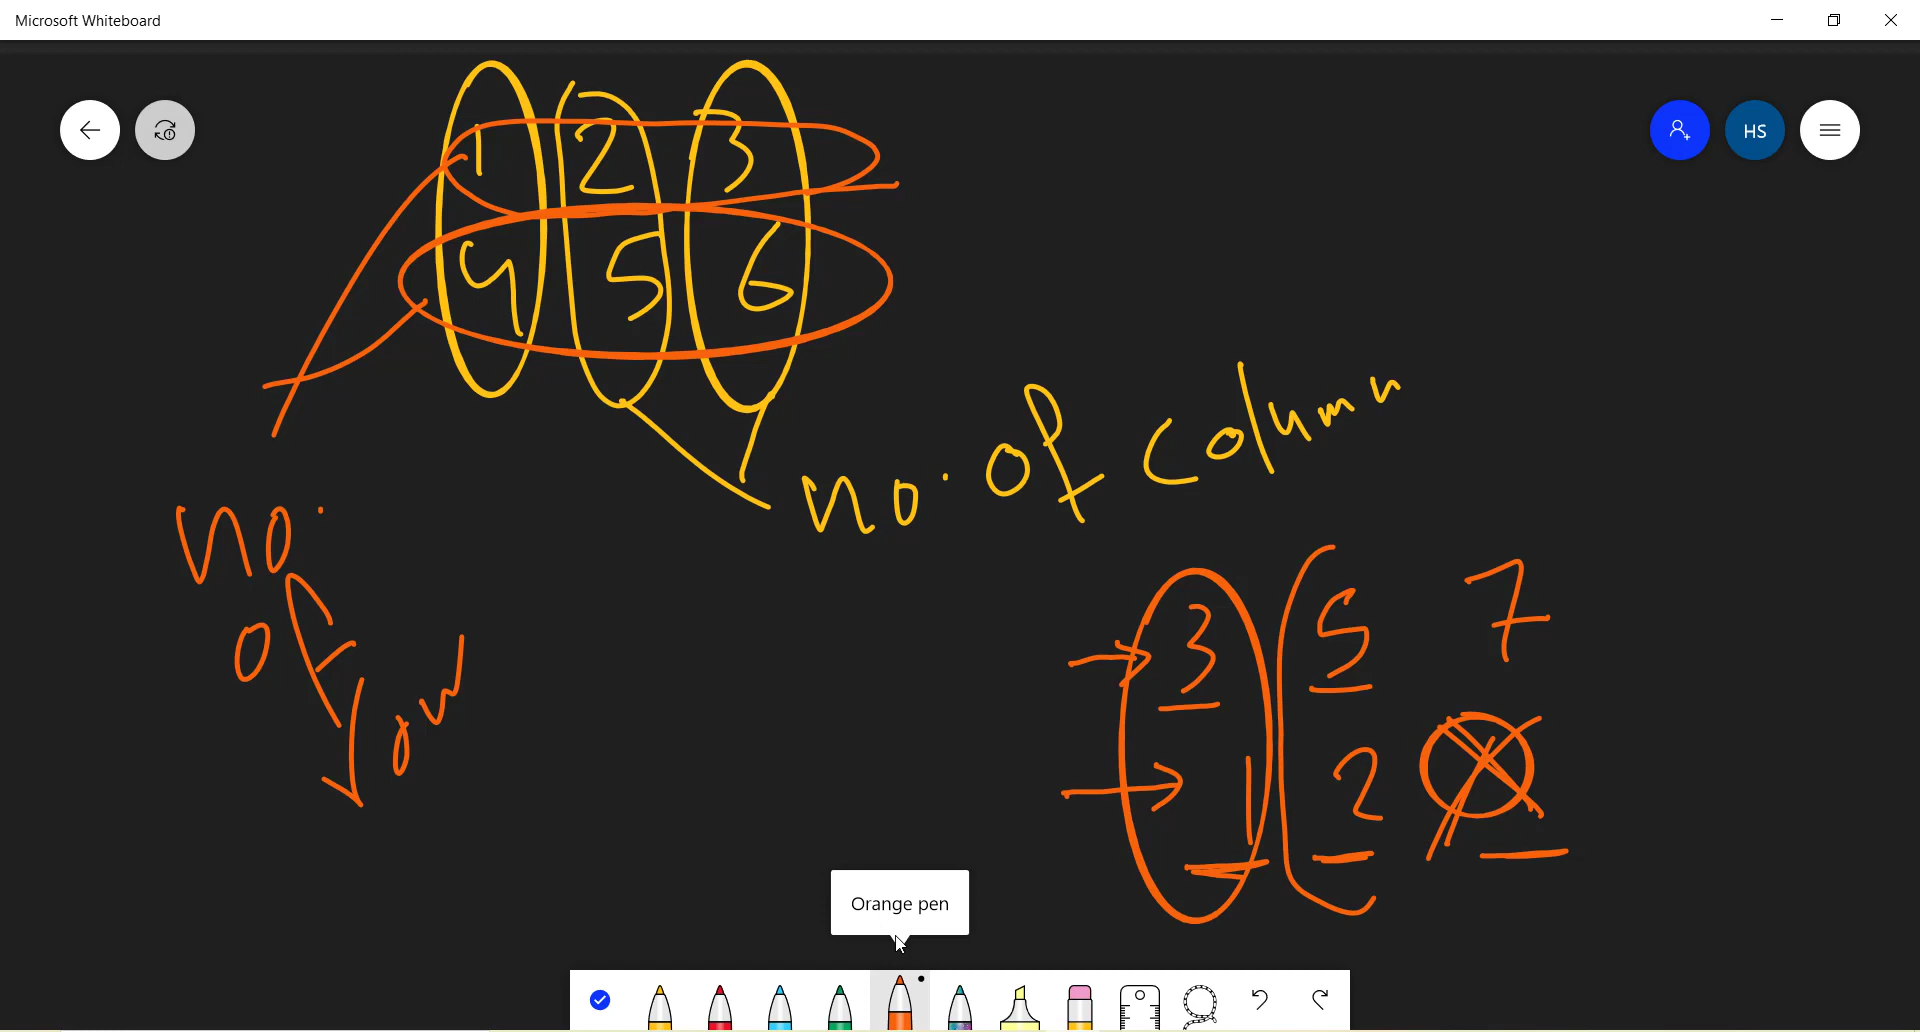 Microsoft Whiteboard
HS
1 2 3
4 5 6
no. of column
no.
of
row
3 5 7
1 2
Orange pen